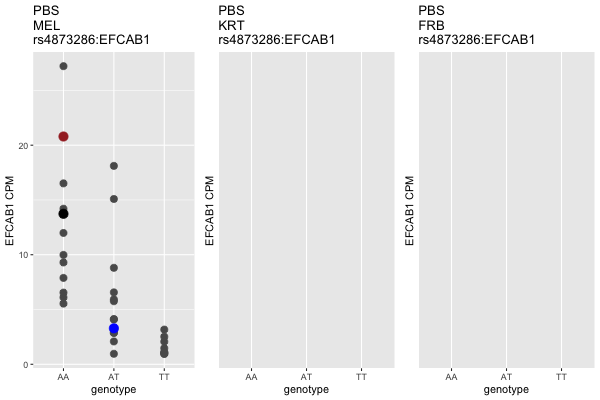 PBS
MEL
rs4873286:EFCAB1
EFCAB1 CPM
20
10
0
AA AT TT
genotype
PBS
KRT
rs4873286:EFCAB1
EFCAB1 CPM
AA AT TT
genotype
PBS
FRB
rs4873286:EFCAB1
EFCAB1 CPM
AA AT TT
genotype